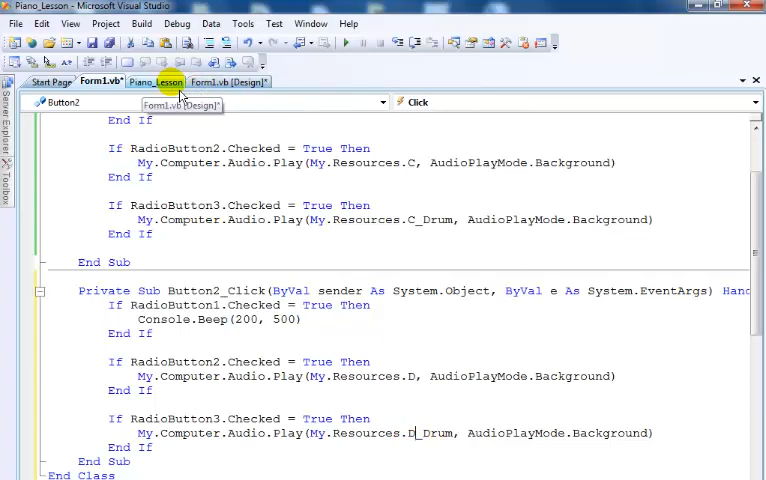 Piano_Lesson - Microsoft Visual Studio
File Edit View Project Build Debug Data Tools Test Window Help
Start Page Form1.vb* Piano_Lesson Form1.vb [Design]*
Form1.vb [Design]*
Button2 Click
Server Explorer
Toolbox
End If
If RadioButton2.Checked = True Then
My.Computer.Audio.Play(My.Resources.C, AudioPlayMode.Background)
End If
If RadioButton3.Checked = True Then
My.Computer.Audio.Play(My.Resources.C_Drum, AudioPlayMode.Background)
End If
End Sub
Private Sub Button2_Click(ByVal sender As System.Object, ByVal e As System.EventArgs) Hand
If RadioButton1.Checked = True Then
Console.Beep(200, 500)
End If
If RadioButton2.Checked = True Then
My.Computer.Audio.Play(My.Resources.D, AudioPlayMode.Background)
End If
If RadioButton3.Checked = True Then
My.Computer.Audio.Play(My.Resources.D_Drum, AudioPlayMode.Background)
End If
End Sub
End Class